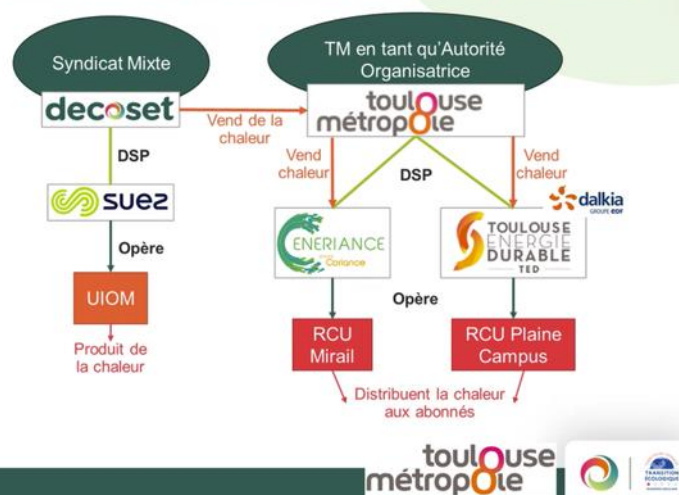 Syndicat Mixte
decoset
TM en tant qu'Autorité
Organisatrice
toulouse
métropole
Vend de la
chaleur
DSP
suez
Opère
UIOM
Produit de
la chaleur
Vend
chaleur
DSP
Vend
chaleur
dalkia
GROUPE EDF
ENERIANCE
Coriance
TOULOUSE
ENERGIE
DURABLE
TED
Opère
RCU
Mirail
RCU Plaine
Campus
Distribuent la chaleur
aux abonnés
toulouse
métropole
TRANSITION
ÉCOLOGIQUE